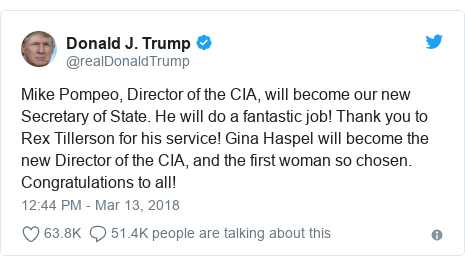 Donald J. Trump
@realDonaldTrump
Mike Pompeo, Director of the CIA, will become our new
Secretary of State. He will do a fantastic job! Thank you to
Rex Tillerson for his service! Gina Haspel will become the
new Director of the CIA, and the first woman so chosen.
Congratulations to all!
12:44 PM - Mar 13, 2018
63.8K 51.4K people are talking about this